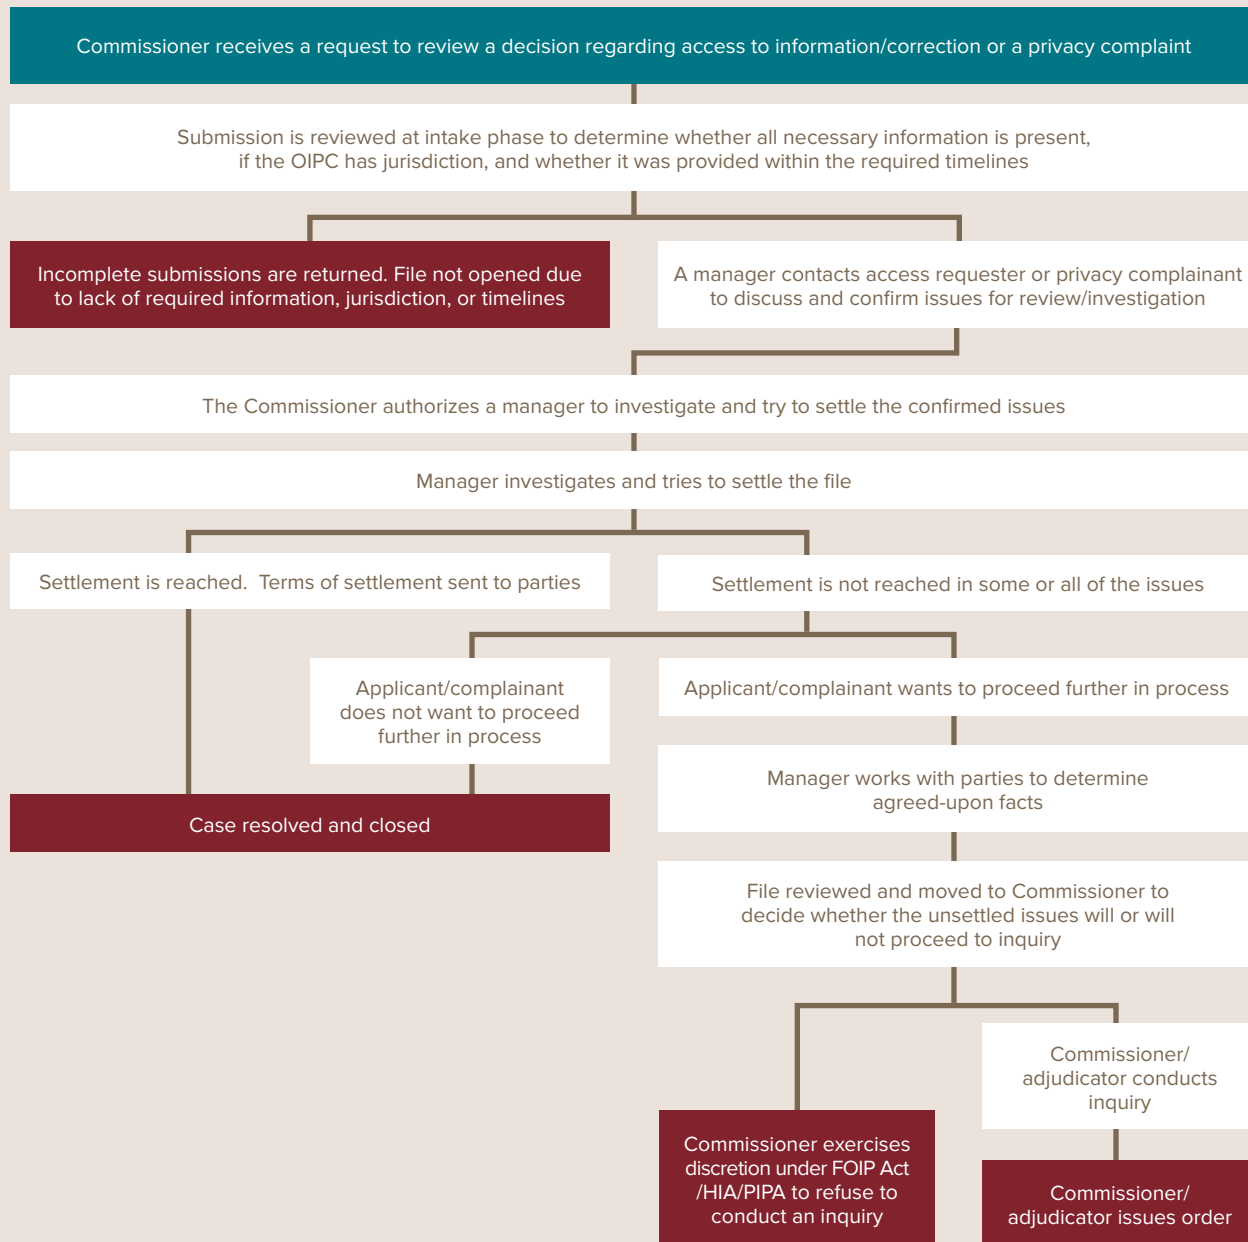 Commissioner receives a request to review a decision regarding access to information/correction or a privacy complaint
Submission is reviewed at intake phase to determine whether all necessary information is present,
if the OIPC has jurisdiction, and whether it was provided within the required timelines
Incomplete submissions are returned. File not opened due
to lack of required information, jurisdiction, or timelines
A manager contacts access requester or privacy complainant
to discuss and confirm issues for review/investigation
The Commissioner authorizes a manager to investigate and try to settle the confirmed issues
Manager investigates and tries to settle the file
Settlement is reached. Terms of settlement sent to parties
Settlement is not reached in some or all of the issues
Applicant/complainant
does not want to proceed
further in process
Applicant/complainant wants to proceed further in process
Manager works with parties to determine
agreed-upon facts
Case resolved and closed
File reviewed and moved to Commissioner to
decide whether the unsettled issues will or will
not proceed to inquiry
Commissioner/
adjudicator conducts
inquiry
Commissioner exercises
discretion under FOIP Act
/HIA/PIPA to refuse to
conduct an inquiry
Commissioner/
adjudicator issues order